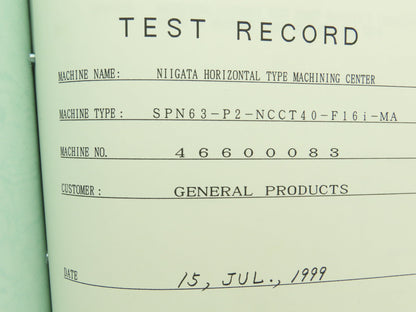 TEST RECORD
MACHINE NAME: NIIGATA HORIZONTAL TYPE MACHINING CENTER
MACHINE TYPE: SPN63-P2-NCCT40-F16i-MA
MACHINE NO. 46600083
CUSTOMER: GENERAL PRODUCTS
DATE 15, JUL., 1999